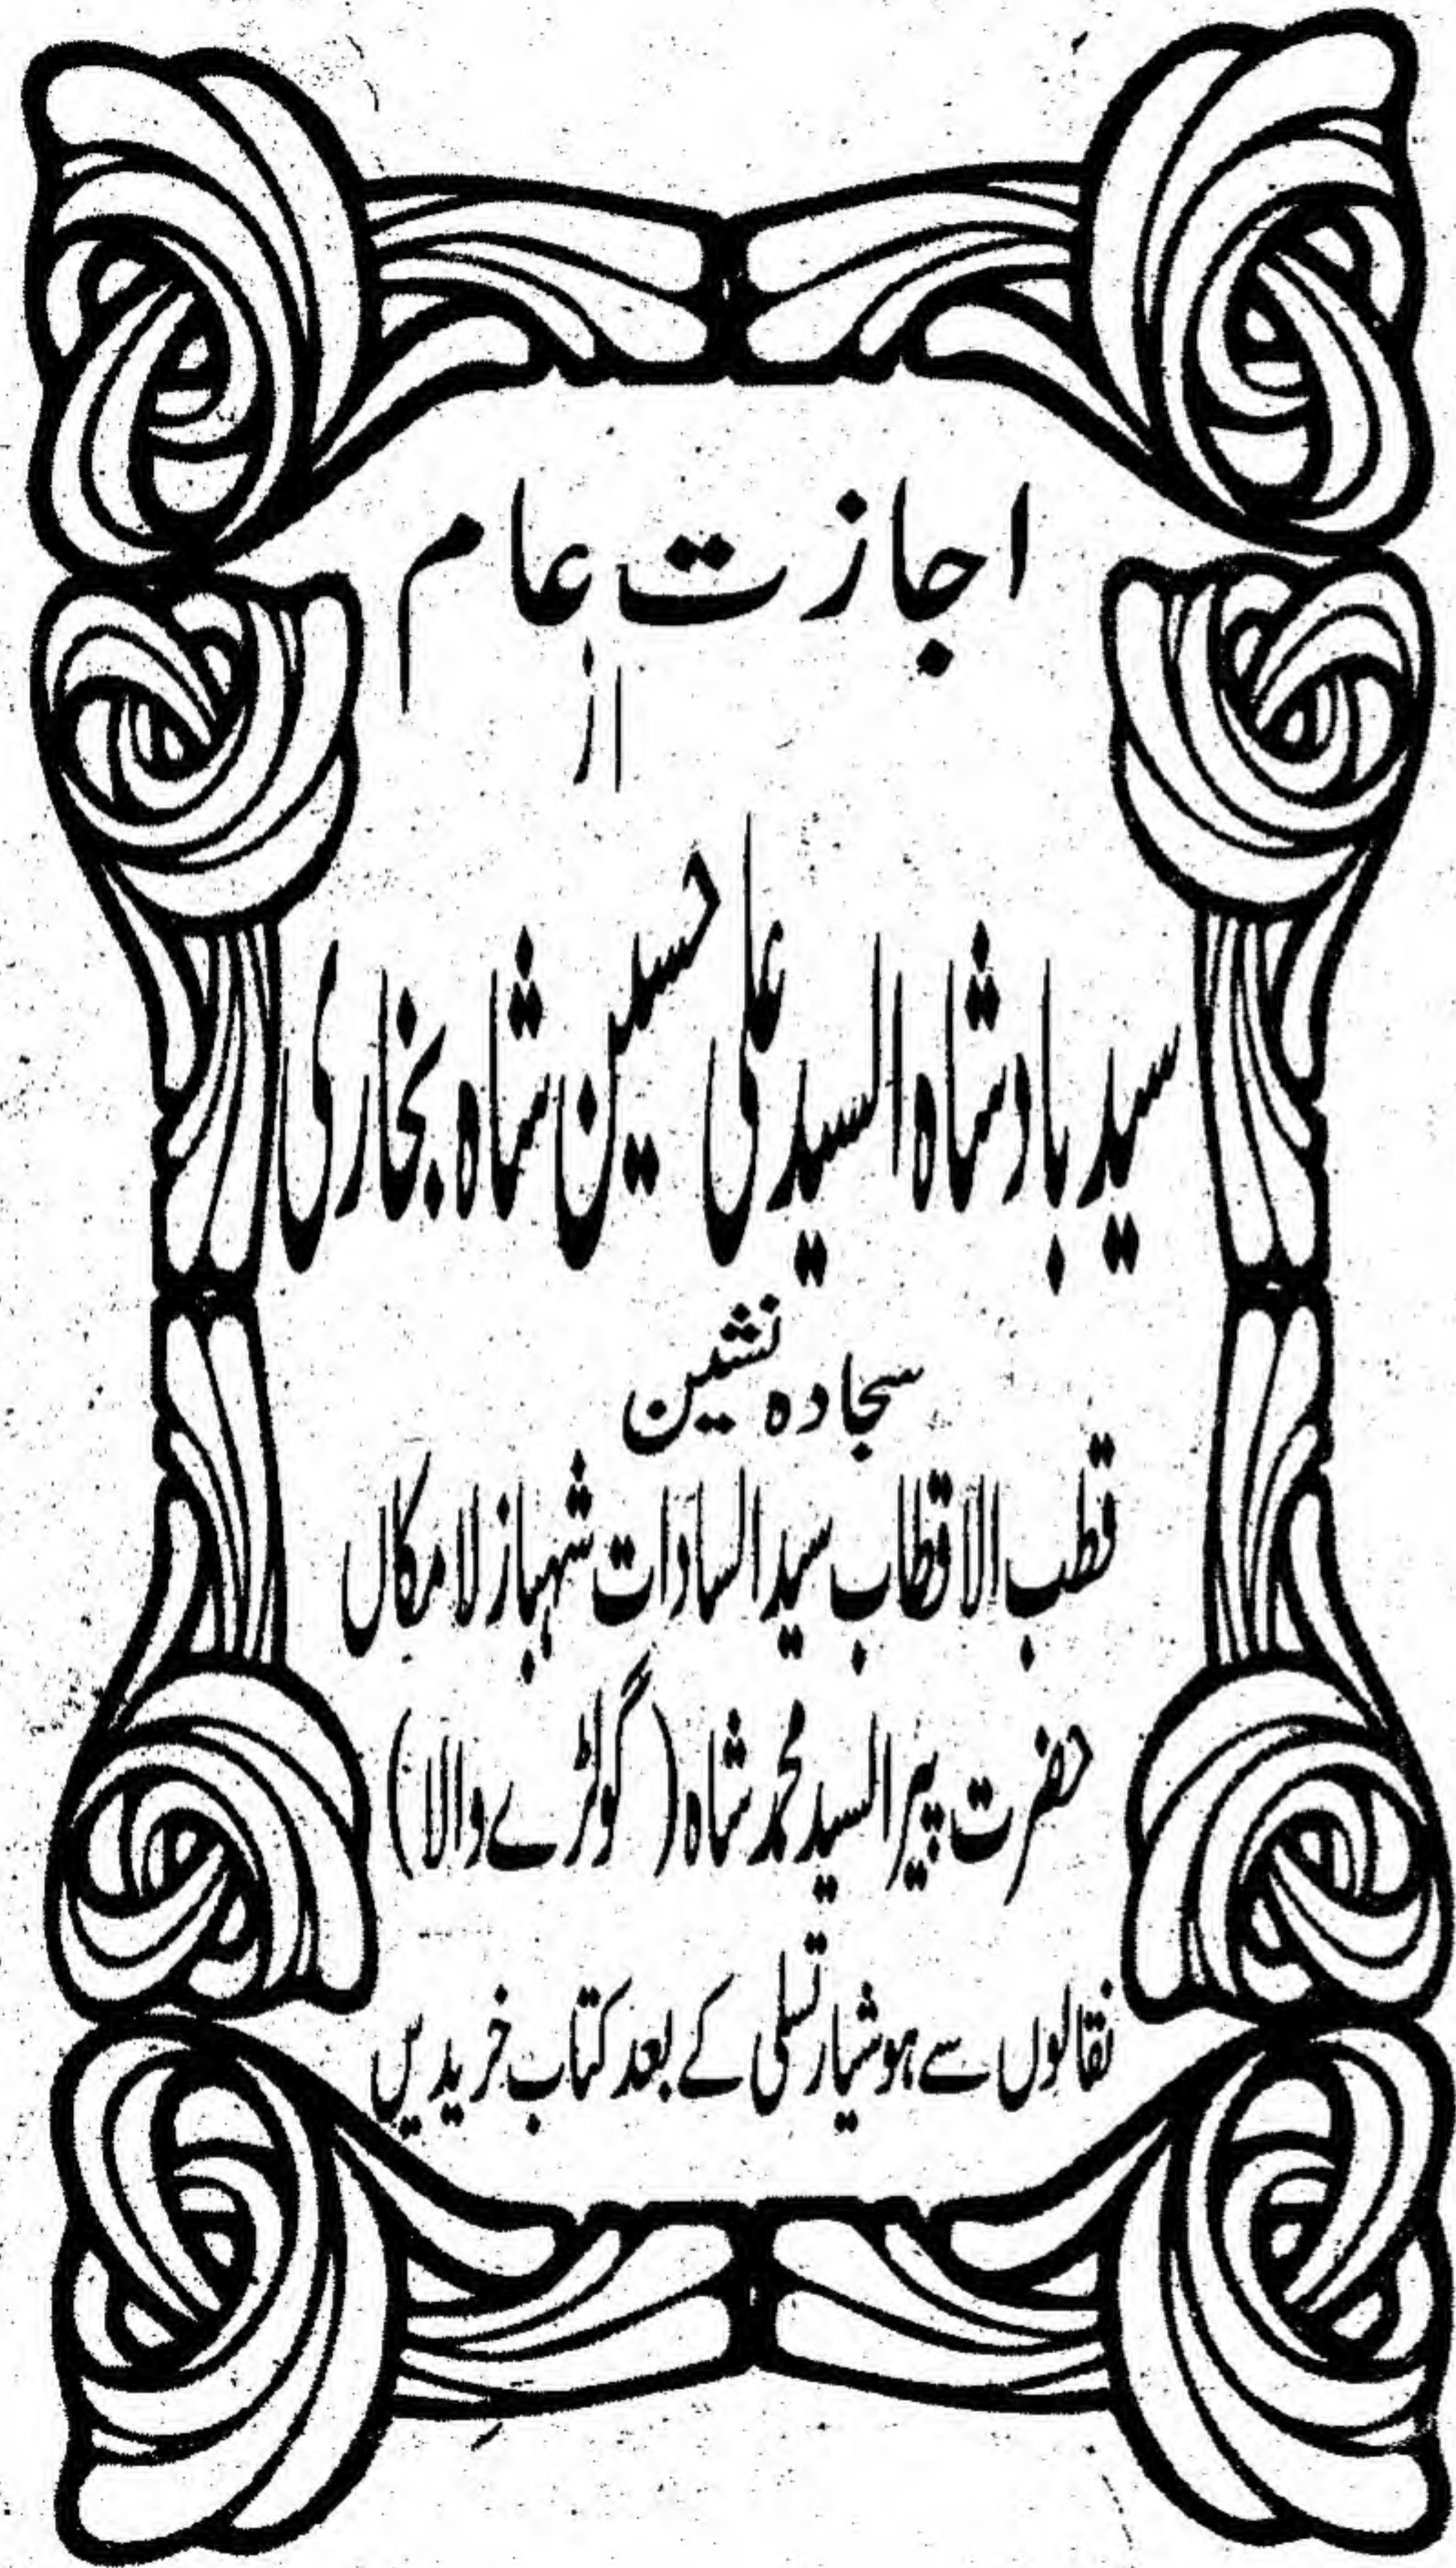 اجازت عام
از
سید بادشاہ السید علی حسین شاہ بخاری
سجادہ نشین
قطب الاقطاب سید السادات شہباز لامکاں
حضرت پیر السید محمد شاہ (گولڑے والا)
نقالوں سے ہوشیار تسلی کے بعد کتاب خریدیں